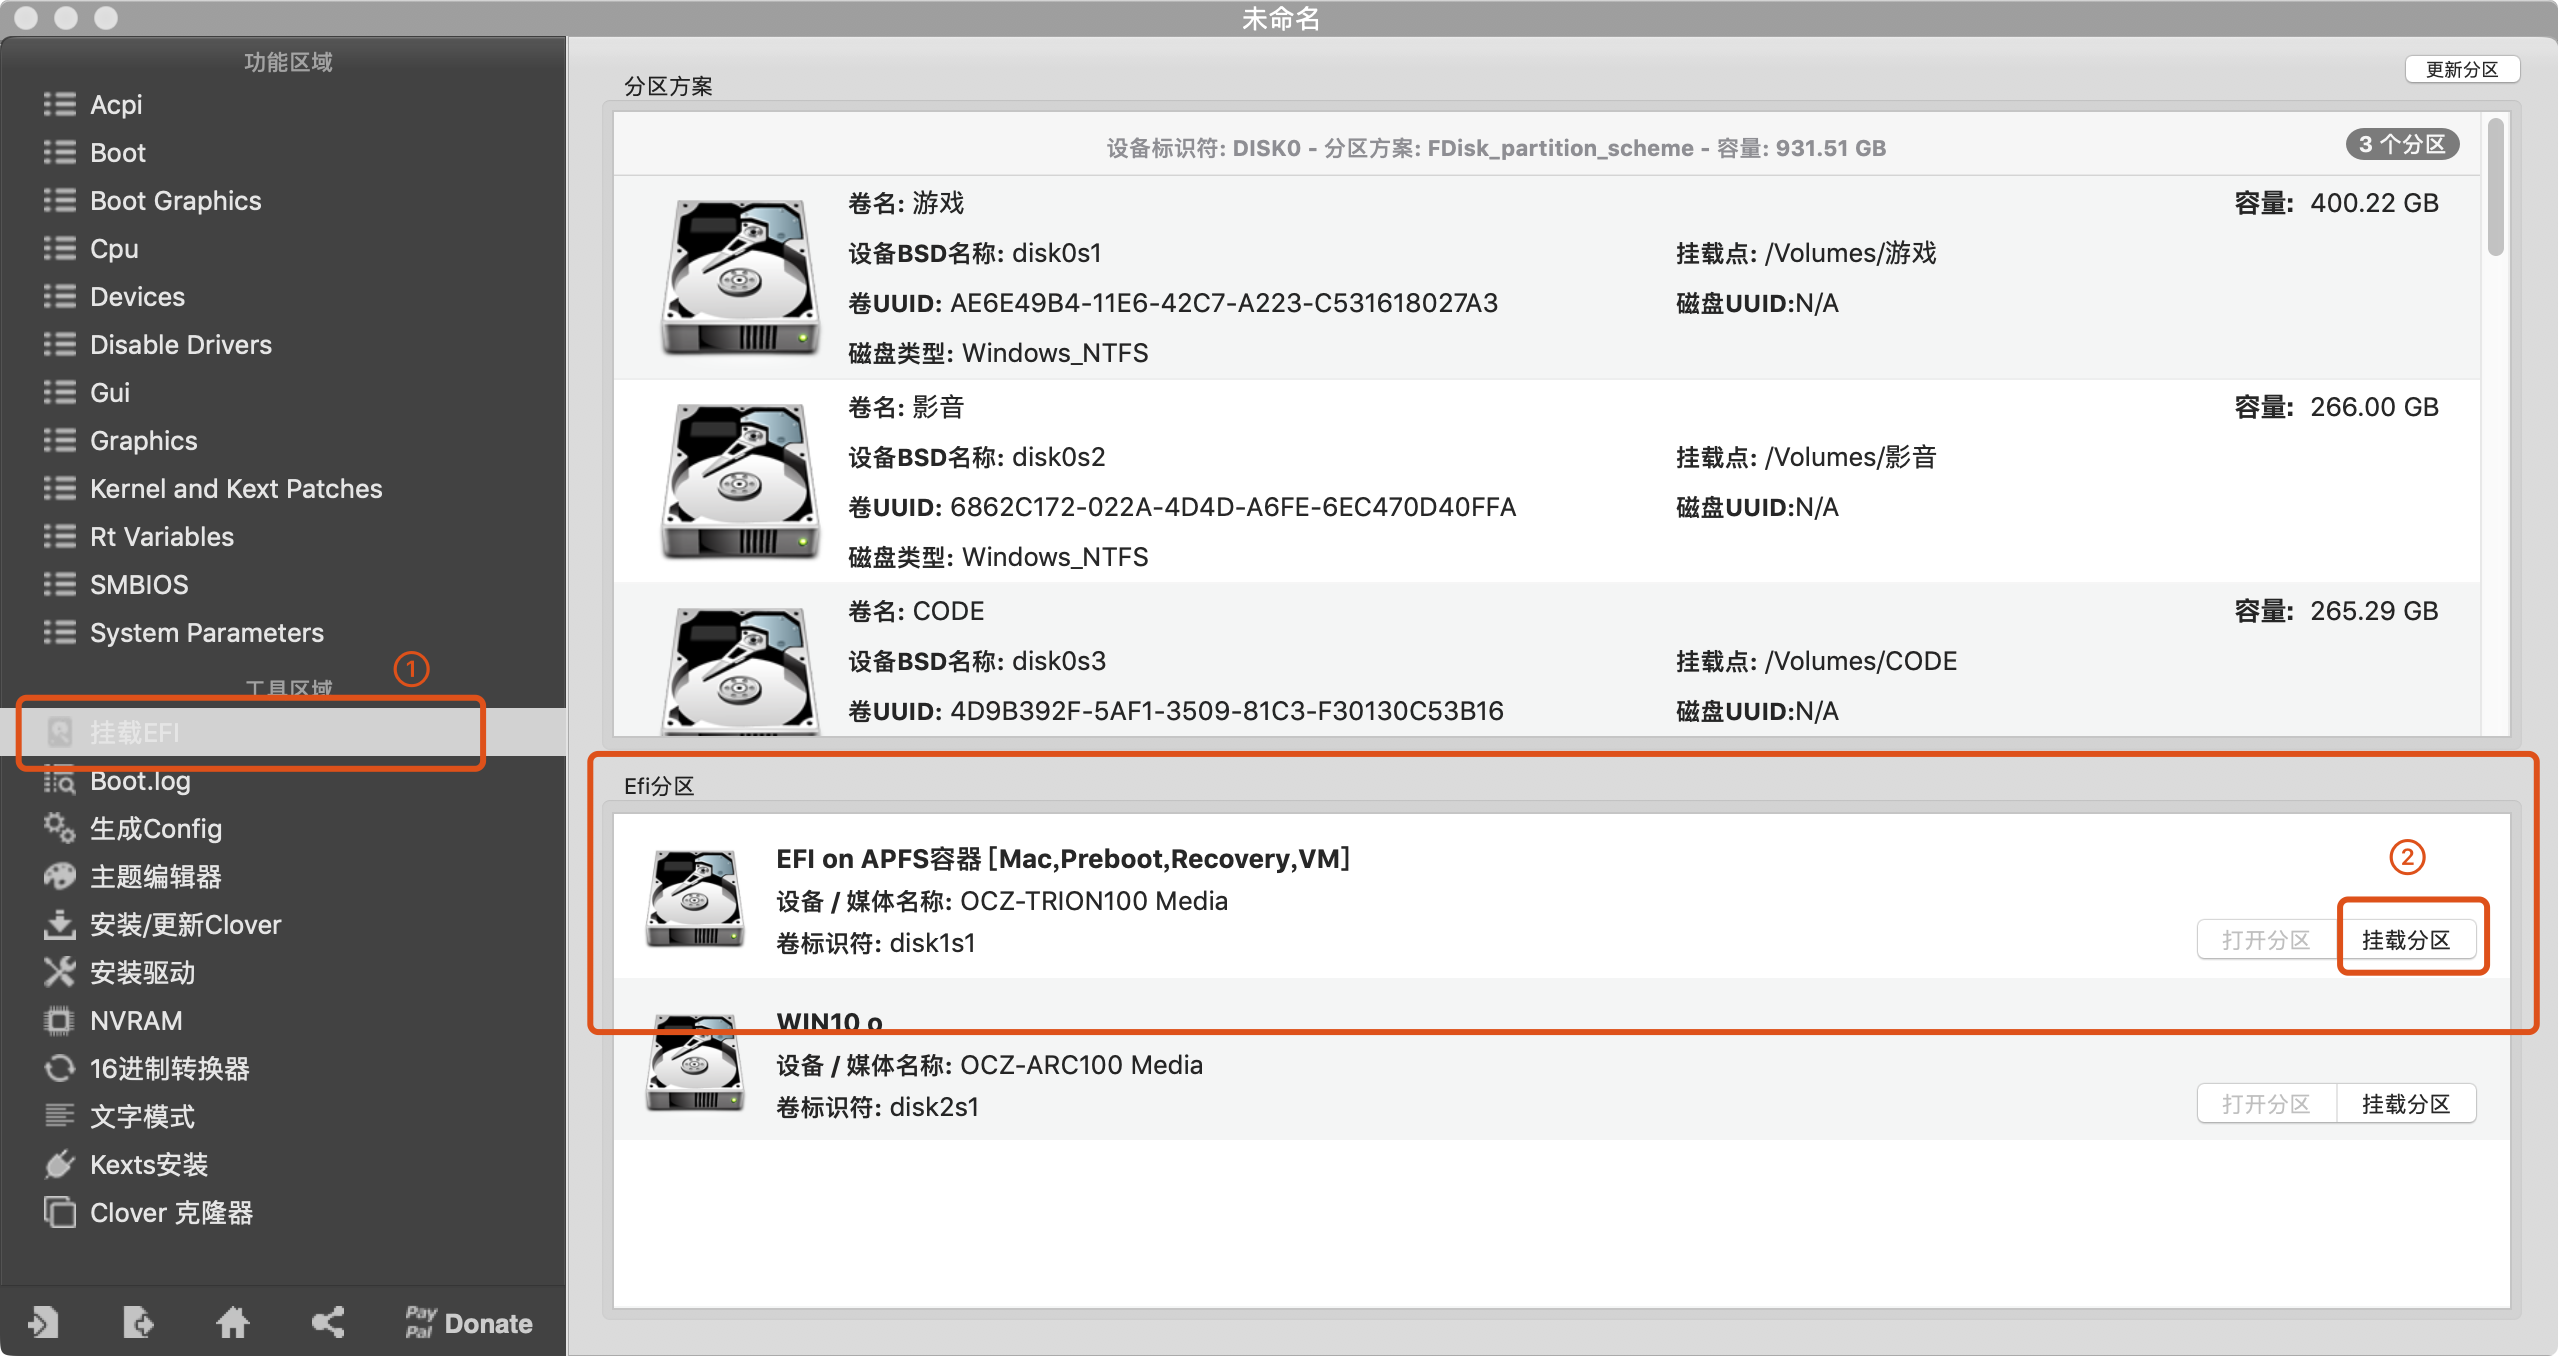 未命名
功能区域
Acpi
Boot
Boot Graphics
Cpu
Devices
Disable Drivers
Gui
Graphics
Kernel and Kext Patches
Rt Variables
SMBIOS
System Parameters
①
工具区域
挂载EFI
Boot.log
生成Config
主题编辑器
安装/更新Clover
安装驱动
NVRAM
16进制转换器
文字模式
Kexts安装
Clover 克隆器
Pay
Pal
Donate
更新分区
分区方案
设备标识符: DISK0 - 分区方案: FDisk_partition_scheme - 容量: 931.51 GB
3 个分区
卷名: 游戏
容量: 400.22 GB
设备BSD名称: disk0s1
挂载点: /Volumes/游戏
卷UUID: AE6E49B4-11E6-42C7-A223-C531618027A3
磁盘UUID:N/A
磁盘类型: Windows_NTFS
卷名: 影音
容量: 266.00 GB
设备BSD名称: disk0s2
挂载点: /Volumes/影音
卷UUID: 6862C172-022A-4D4D-A6FE-6EC470D40FFA
磁盘UUID:N/A
磁盘类型: Windows_NTFS
卷名: CODE
容量: 265.29 GB
设备BSD名称: disk0s3
挂载点: /Volumes/CODE
卷UUID: 4D9B392F-5AF1-3509-81C3-F30130C53B16
磁盘UUID:N/A
Efi分区
EFI on APFS容器 [Mac,Preboot,Recovery,VM]
②
设备 / 媒体名称: OCZ-TRION100 Media
卷标识符: disk1s1
打开分区
挂载分区
WIN10 o
设备 / 媒体名称: OCZ-ARC100 Media
卷标识符: disk2s1
打开分区
挂载分区